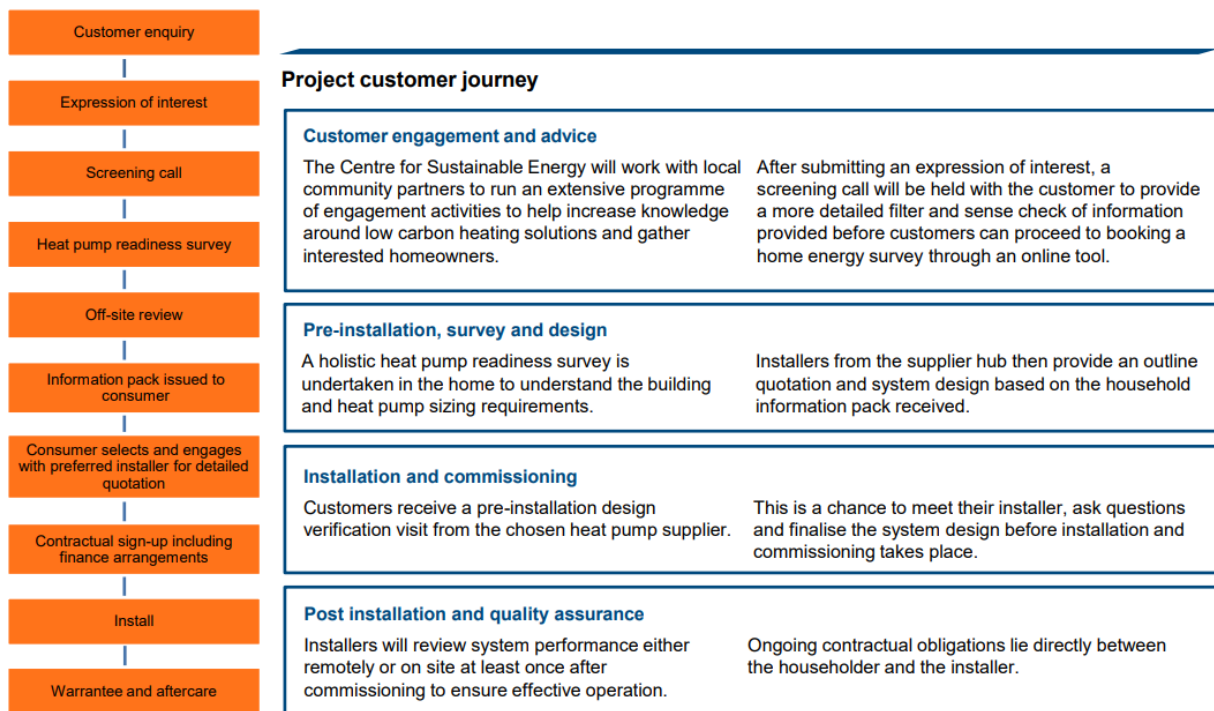 Customer enquiry
Expression of interest
Screening call
Heat pump readiness survey
Off-site review
Information pack issued to
consumer
Consumer selects and engages
with preferred installer for detailed
quotation
Contractual sign-up including
finance arrangements
Install
Warrantee and aftercare
Project customer journey
Customer engagement and advice
The Centre for Sustainable Energy will work with local
community partners to run an extensive programme
of engagement activities to help increase knowledge
around low carbon heating solutions and gather
interested homeowners.
After submitting an expression of interest, a
screening call will be held with the customer to provide
a more detailed filter and sense check of information
provided before customers can proceed to booking a
home energy survey through an online tool.
Pre-installation, survey and design
A holistic heat pump readiness survey is
undertaken in the home to understand the building
and heat pump sizing requirements.
Installers from the supplier hub then provide an outline
quotation and system design based on the household
information pack received.
Installation and commissioning
Customers receive a pre-installation design
verification visit from the chosen heat pump supplier.
This is a chance to meet their installer, ask questions
and finalise the system design before installation and
commissioning takes place.
Post installation and quality assurance
Installers will review system performance either
remotely or on site at least once after
commissioning to ensure effective operation.
Ongoing contractual obligations lie directly between
the householder and the installer.